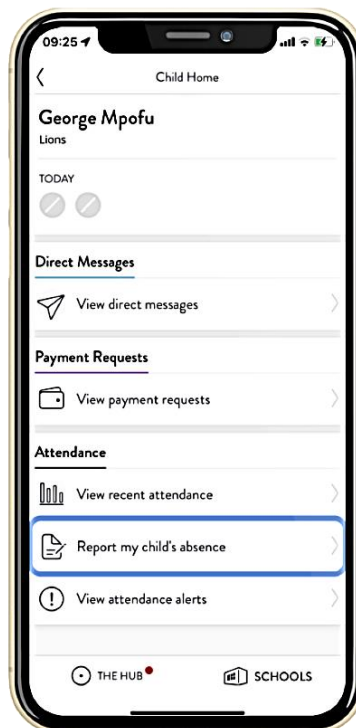 09:25
Child Home
George Mpofu
Lions
TODAY
Direct Messages
View direct messages
Payment Requests
View payment requests
Attendance
View recent attendance
Report my child's absence
View attendance alerts
THE HUB
SCHOOLS